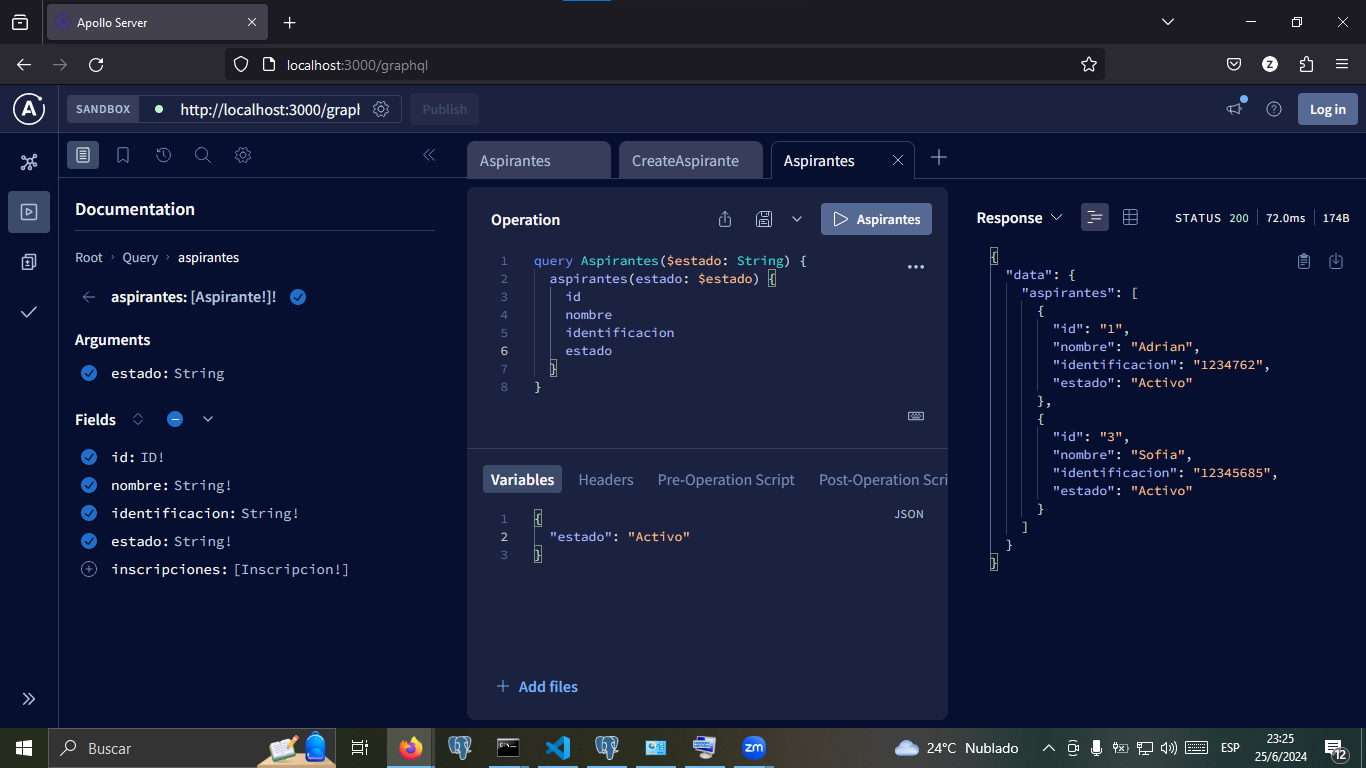 Apollo Server
localhost:3000/graphql
SANDBOX
http://localhost:3000/graph
Publish
Log in
Documentation
Root › Query › aspirantes
aspirantes: [Aspirante!]!
Arguments
estado: String
Fields
id: ID!
nombre: String!
identificacion: String!
estado: String!
inscripciones: [Inscripcion!]
Aspirantes
CreateAspirante
Aspirantes
Operation
Aspirantes
1 query Aspirantes($estado: String) {
2 aspirantes(estado: $estado) {
3 id
4 nombre
5 identificacion
6 estado
7 }
8 }
Variables
Headers
Pre-Operation Script
Post-Operation Scri
JSON
1 {
2 "estado": "Activo"
3 }
Add files
Response
STATUS 200
72.0ms
174B
{
"data": {
"aspirantes": [
{
"id": "1",
"nombre": "Adrian",
"identificacion": "1234762",
"estado": "Activo"
},
{
"id": "3",
"nombre": "Sofia",
"identificacion": "12345685",
"estado": "Activo"
}
]
}
}
Buscar
zm
24°C Nublado
ESP
23:25
25/6/2024
12